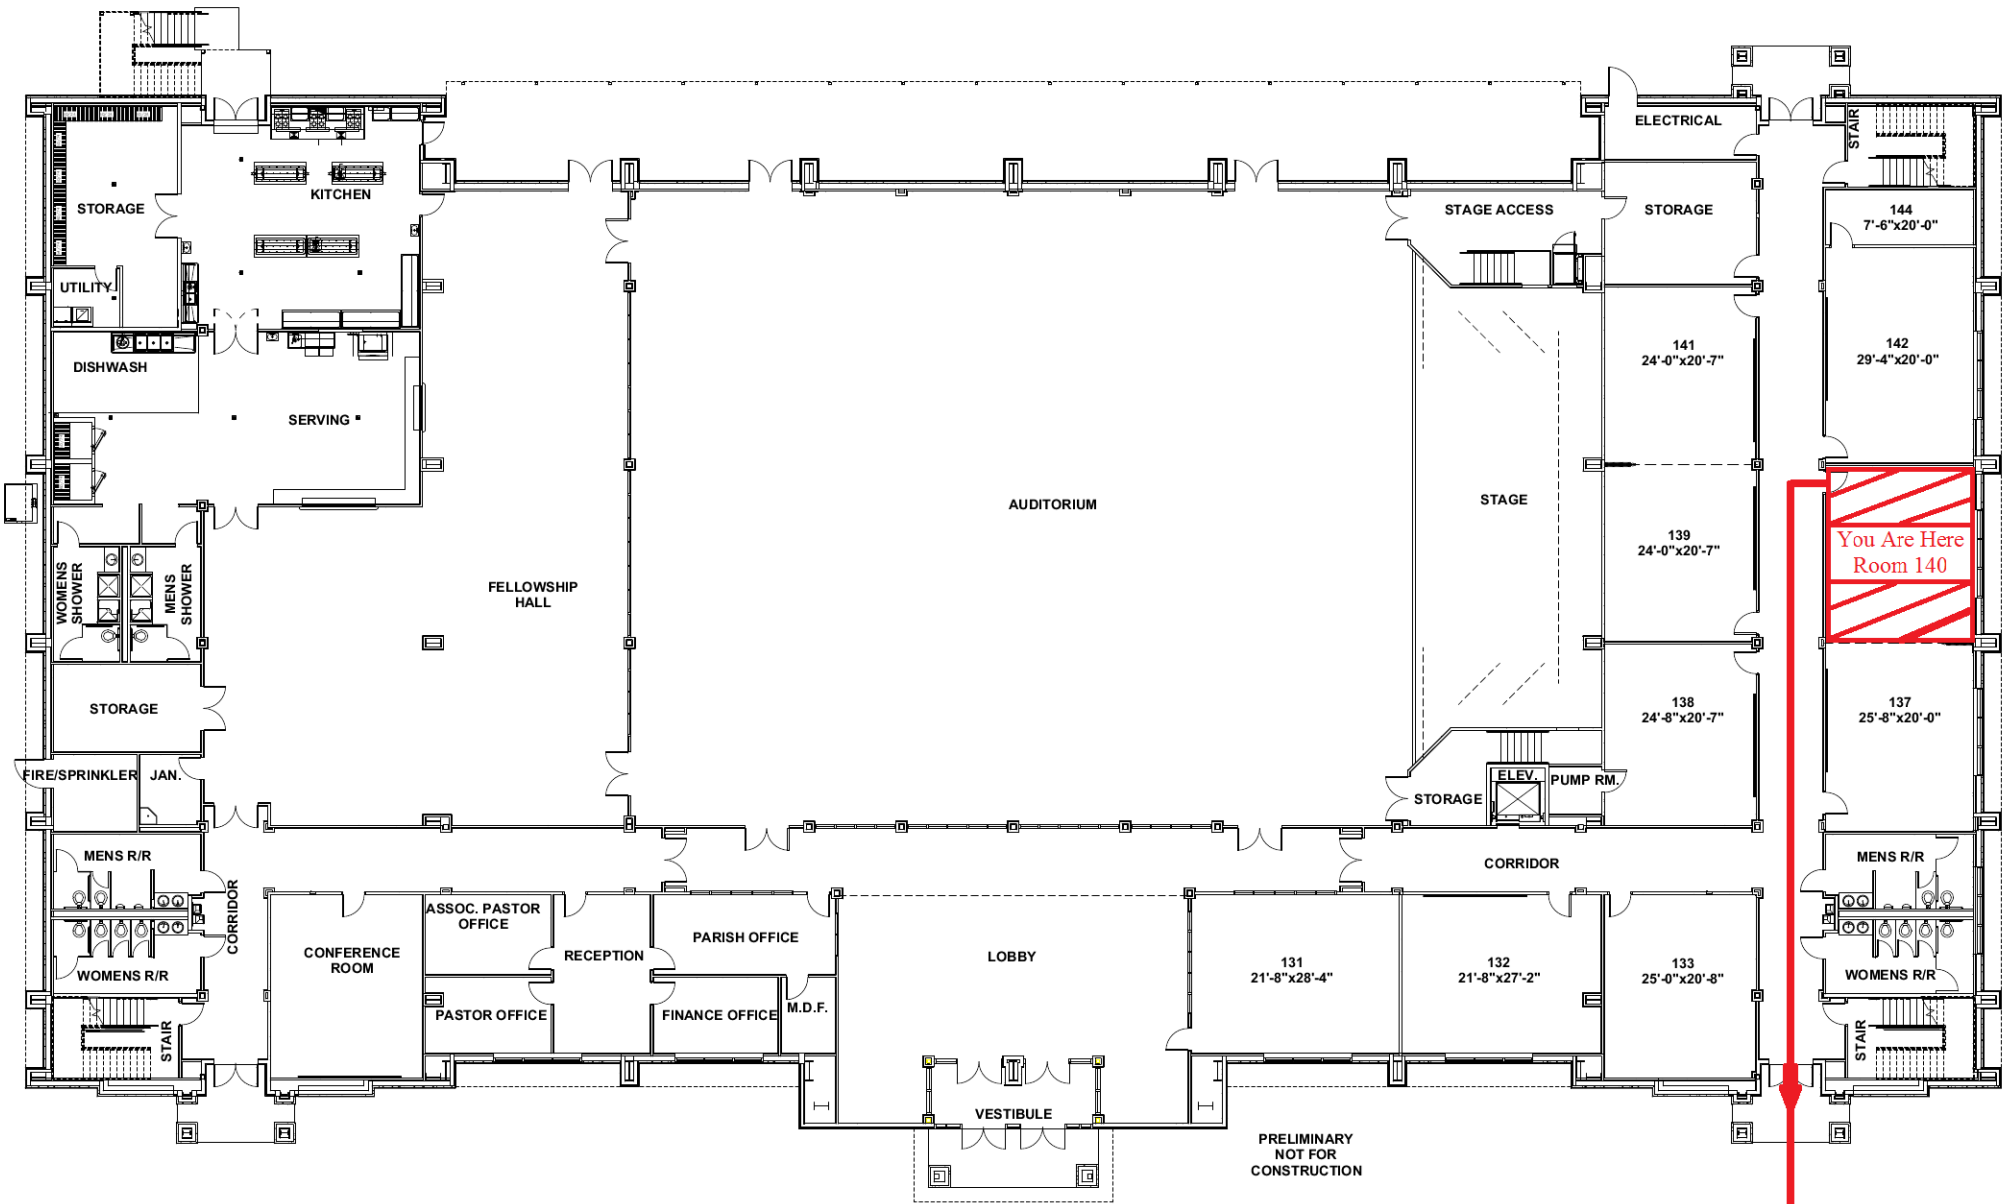 ELECTRICAL
STAIR
STORAGE
KITCHEN
STAGE ACCESS
STORAGE
144
7'-6"x20'-0"
UTILITY
141
24'-0"x20'-7"
142
29'-4"x20'-0"
DISHWASH
SERVING
AUDITORIUM
STAGE
139
24'-0"x20'-7"
You Are Here
Room 140
WOMENS
SHOWER
MENS
SHOWER
FELLOWSHIP
HALL
STORAGE
138
24'-8"x20'-7"
137
25'-8"x20'-0"
FIRE/SPRINKLER
JAN.
ELEV.
PUMP RM.
STORAGE
MENS R/R
CORRIDOR
CORRIDOR
MENS R/R
ASSOC. PASTOR
OFFICE
CONFERENCE
ROOM
RECEPTION
PARISH OFFICE
LOBBY
131
21'-8"x28'-4"
132
21'-8"x27'-2"
133
25'-0"x20'-8"
WOMENS R/R
WOMENS R/R
PASTOR OFFICE
FINANCE OFFICE
M.D.F.
STAIR
STAIR
VESTIBULE
PRELIMINARY
NOT FOR
CONSTRUCTION